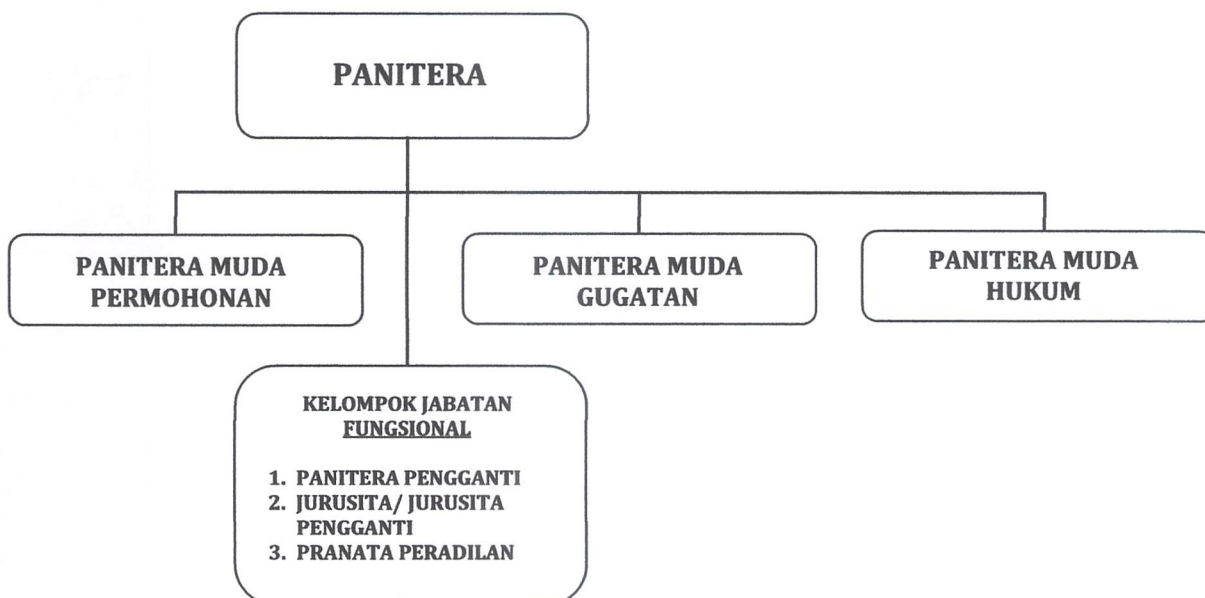 PANITERA
PANITERA MUDA
PERMOHONAN
PANITERA MUDA
GUGATAN
PANITERA MUDA
HUKUM
KELOMPOK JABATAN
FUNGSIONAL
1. PANITERA PENGGANTI
2. JURUSITA/ JURUSITA
PENGGANTI
3. PRANATA PERADILAN